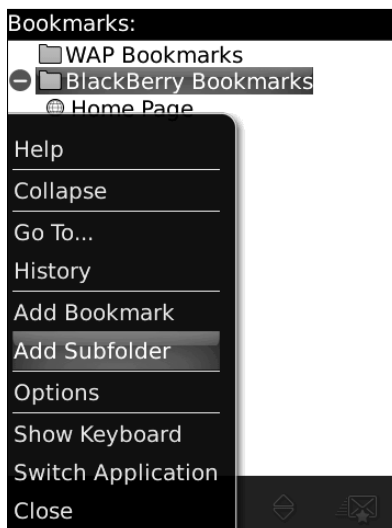 Bookmarks:
WAP Bookmarks
BlackBerry Bookmarks
Home Page
Help
Collapse
Go To...
History
Add Bookmark
Add Subfolder
Options
Show Keyboard
Switch Application
Close